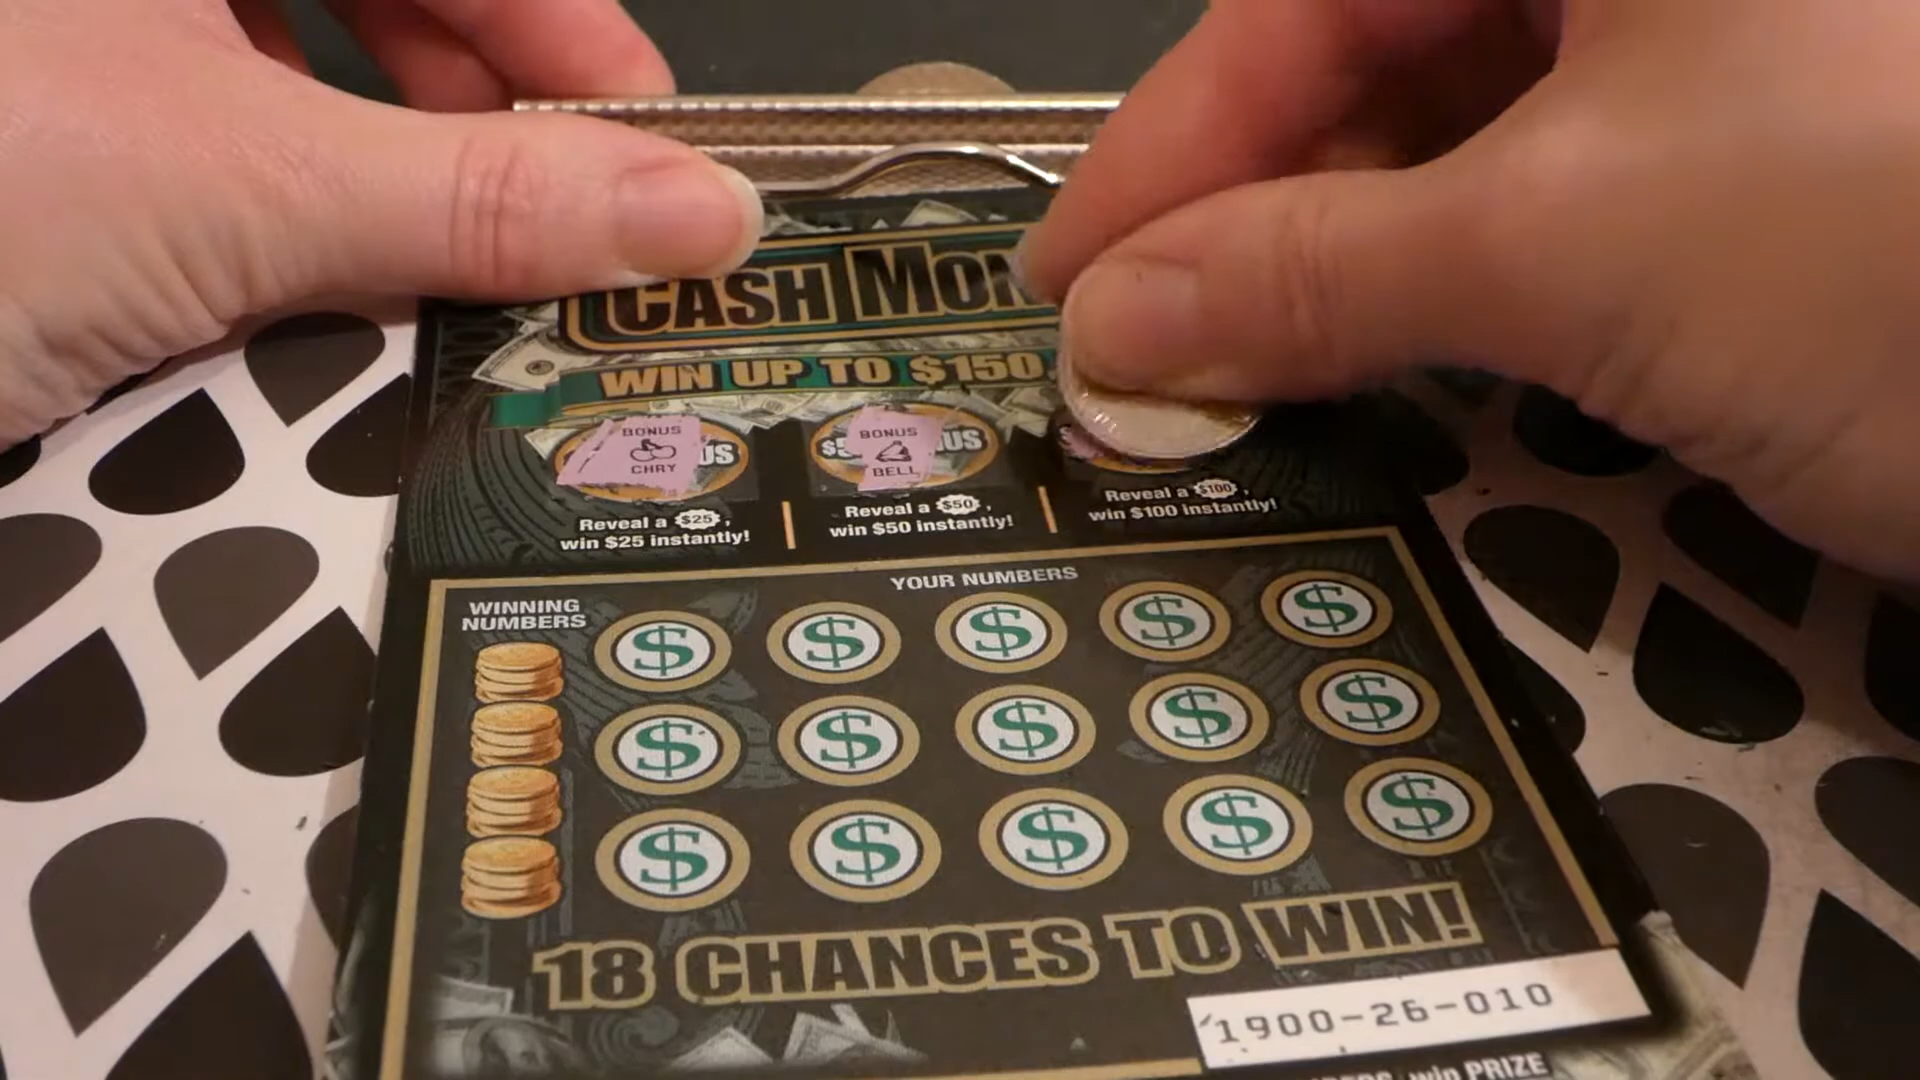 CASH MON
WIN UP TO $150
BONUS
CHRY
US
BONUS
BELL
US
Reveal a $25,
win $25 instantly!
Reveal a $50,
win $50 instantly!
Reveal a $100,
win $100 instantly!
YOUR NUMBERS
WINNING
NUMBERS
$ $ $ $ $
$ $ $ $ $
$ $ $ $ $
18 CHANCES TO WIN!
1900-26-010
win PRIZE